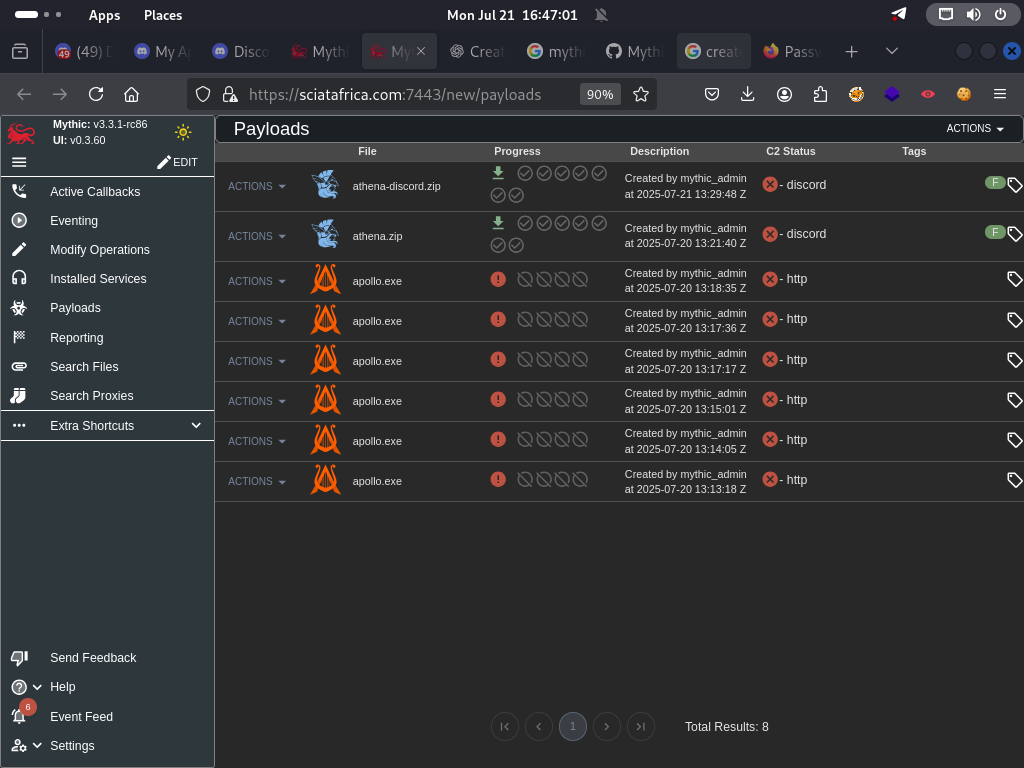 Apps Places Mon Jul 21 16:47:01
49 (49) D My A Disco Mythi My Creat myth Mythi create Passv
https://sciatafrica.com:7443/new/payloads 90%
Mythic: v3.3.1-rc86
UI: v0.3.60
EDIT
Active Callbacks
Eventing
Modify Operations
Installed Services
Payloads
Reporting
Search Files
Search Proxies
Extra Shortcuts
Send Feedback
Help
6
Event Feed
Settings
Payloads ACTIONS
File Progress Description C2 Status Tags
ACTIONS athena-discord.zip Created by mythic_admin at 2025-07-21 13:29:48 Z - discord F
ACTIONS athena.zip Created by mythic_admin at 2025-07-20 13:21:40 Z - discord F
ACTIONS apollo.exe Created by mythic_admin at 2025-07-20 13:18:35 Z - http
ACTIONS apollo.exe Created by mythic_admin at 2025-07-20 13:17:36 Z - http
ACTIONS apollo.exe Created by mythic_admin at 2025-07-20 13:17:17 Z - http
ACTIONS apollo.exe Created by mythic_admin at 2025-07-20 13:15:01 Z - http
ACTIONS apollo.exe Created by mythic_admin at 2025-07-20 13:14:05 Z - http
ACTIONS apollo.exe Created by mythic_admin at 2025-07-20 13:13:18 Z - http
1 Total Results: 8